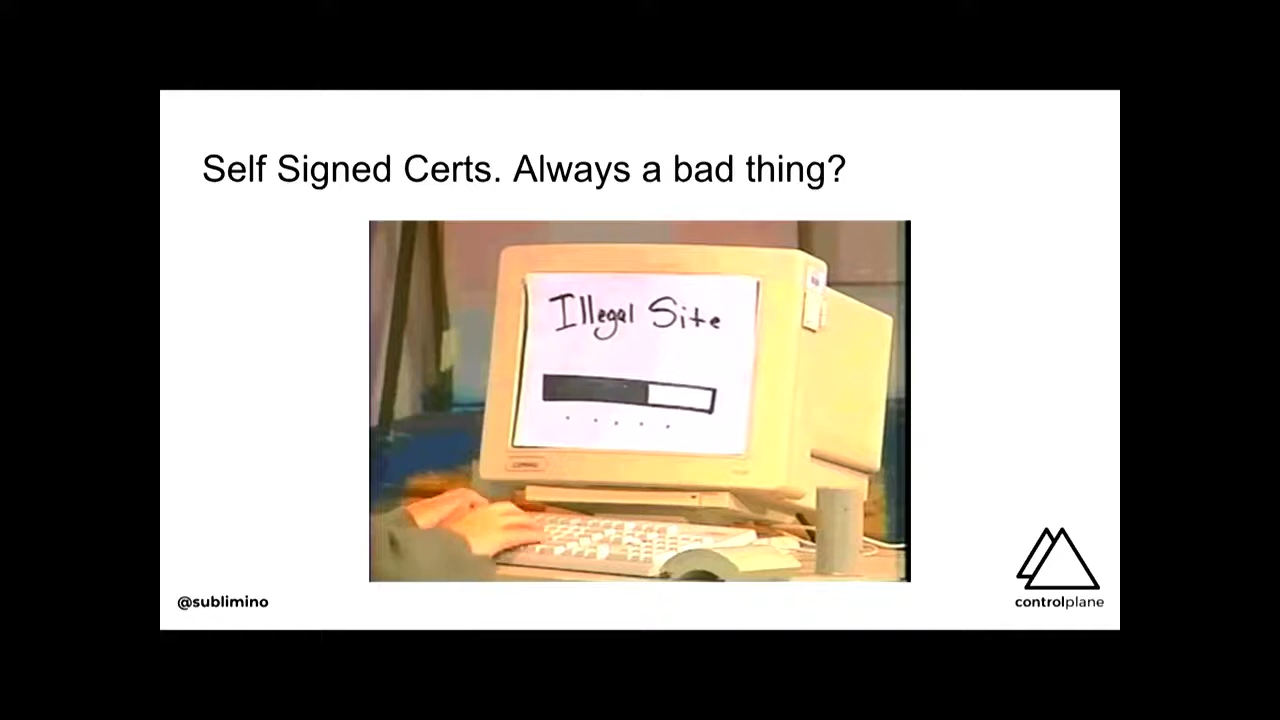 Self Signed Certs. Always a bad thing?
Illegal Site
@sublimino
controlplane